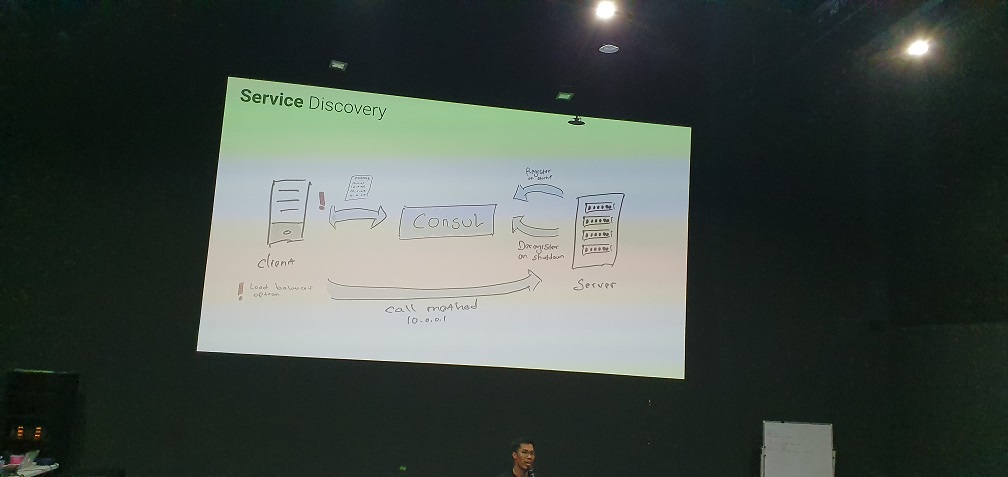 Service Discovery
Register
on startup
Consul
Deregister
on shutdown
Client
Server
! Load balancer
option
Call method
10.0.0.1